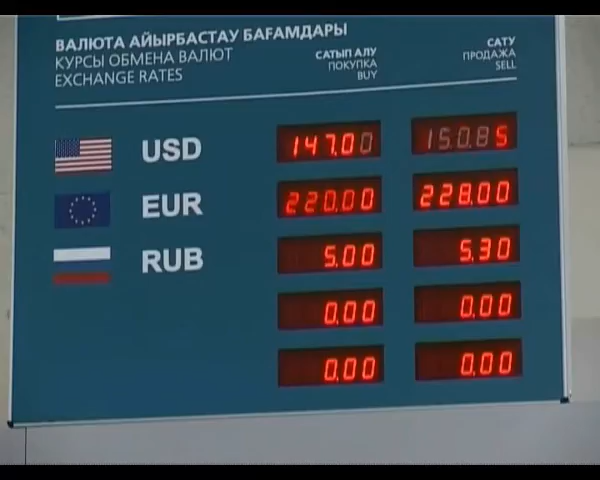 ВАЛЮТА АЙЫРБАСТАУ БАҒАМДАРЫ
КУРСЫ ОБМЕНА ВАЛЮТ
EXCHANGE RATES
САТЫП АЛУ
ПОКУПКА
BUY
САТУ
ПРОДАЖА
SELL
USD 147.00 150.85
EUR 220.00 228.00
RUB 5.00 5.30
0.00 0.00
0.00 0.00